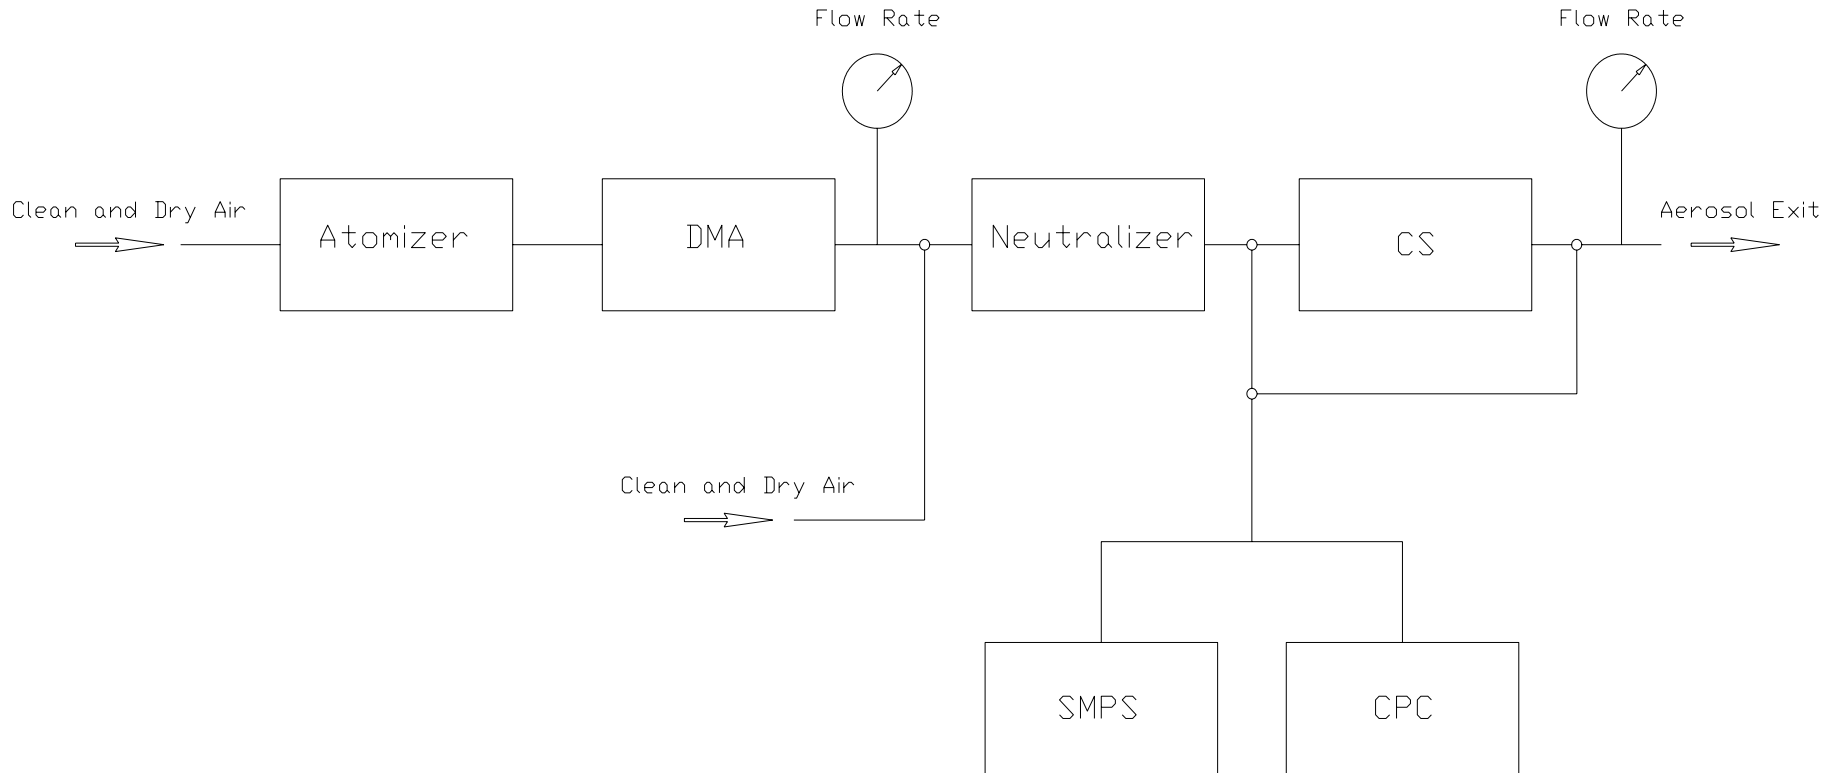 Flow Rate
Flow Rate
Clean and Dry Air
Atomizer
DMA
Neutralizer
CS
Aerosol Exit
Clean and Dry Air
SMPS
CPC